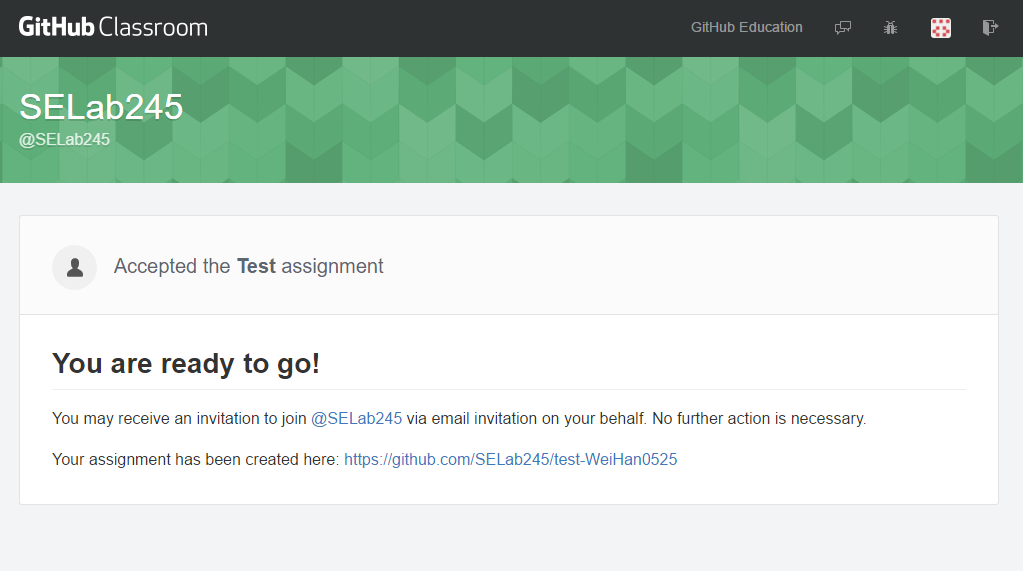 GitHub Classroom
GitHub Education
SELab245
@SELab245
Accepted the Test assignment
You are ready to go!
You may receive an invitation to join @SELab245 via email invitation on your behalf. No further action is necessary.
Your assignment has been created here: https://github.com/SELab245/test-WeiHan0525